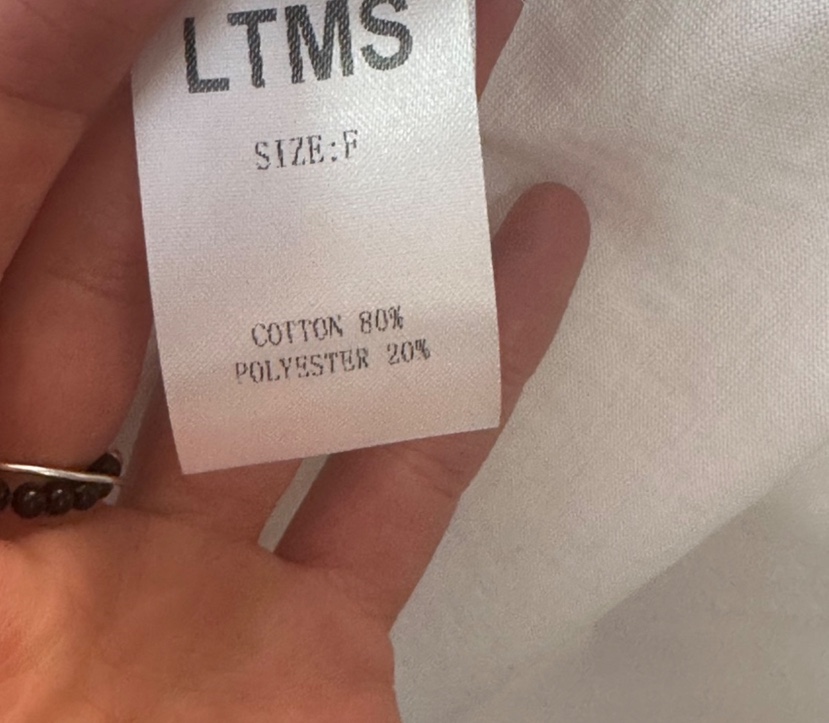 LTMS
SIZE:F
COTTON 80%
POLYESTER 20%